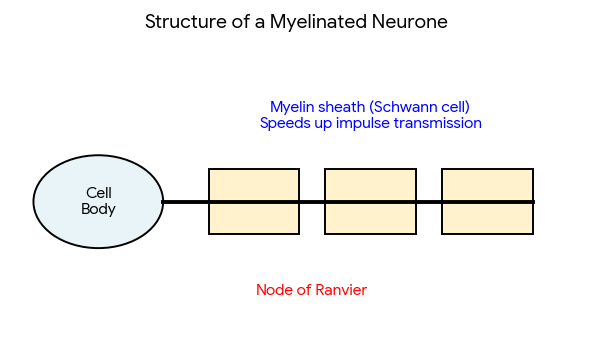 Structure of a Myelinated Neurone
Myelin sheath (Schwann cell)
Speeds up impulse transmission
Cell
Body
Node of Ranvier